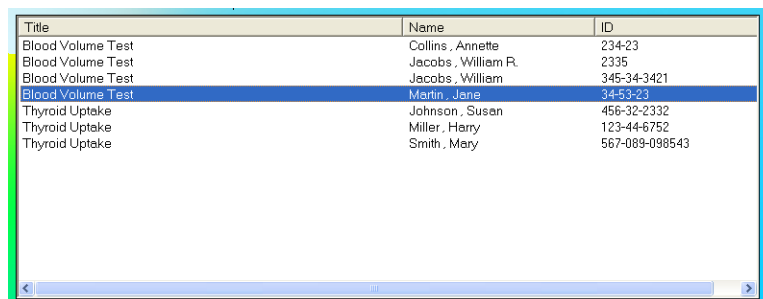 Title Name ID
Blood Volume Test Collins , Annette 234-23
Blood Volume Test Jacobs , William R. 2335
Blood Volume Test Jacobs , William 345-34-3421
Blood Volume Test Martin , Jane 34-53-23
Thyroid Uptake Johnson , Susan 456-32-2332
Thyroid Uptake Miller , Harry 123-44-6752
Thyroid Uptake Smith , Mary 567-089-098543